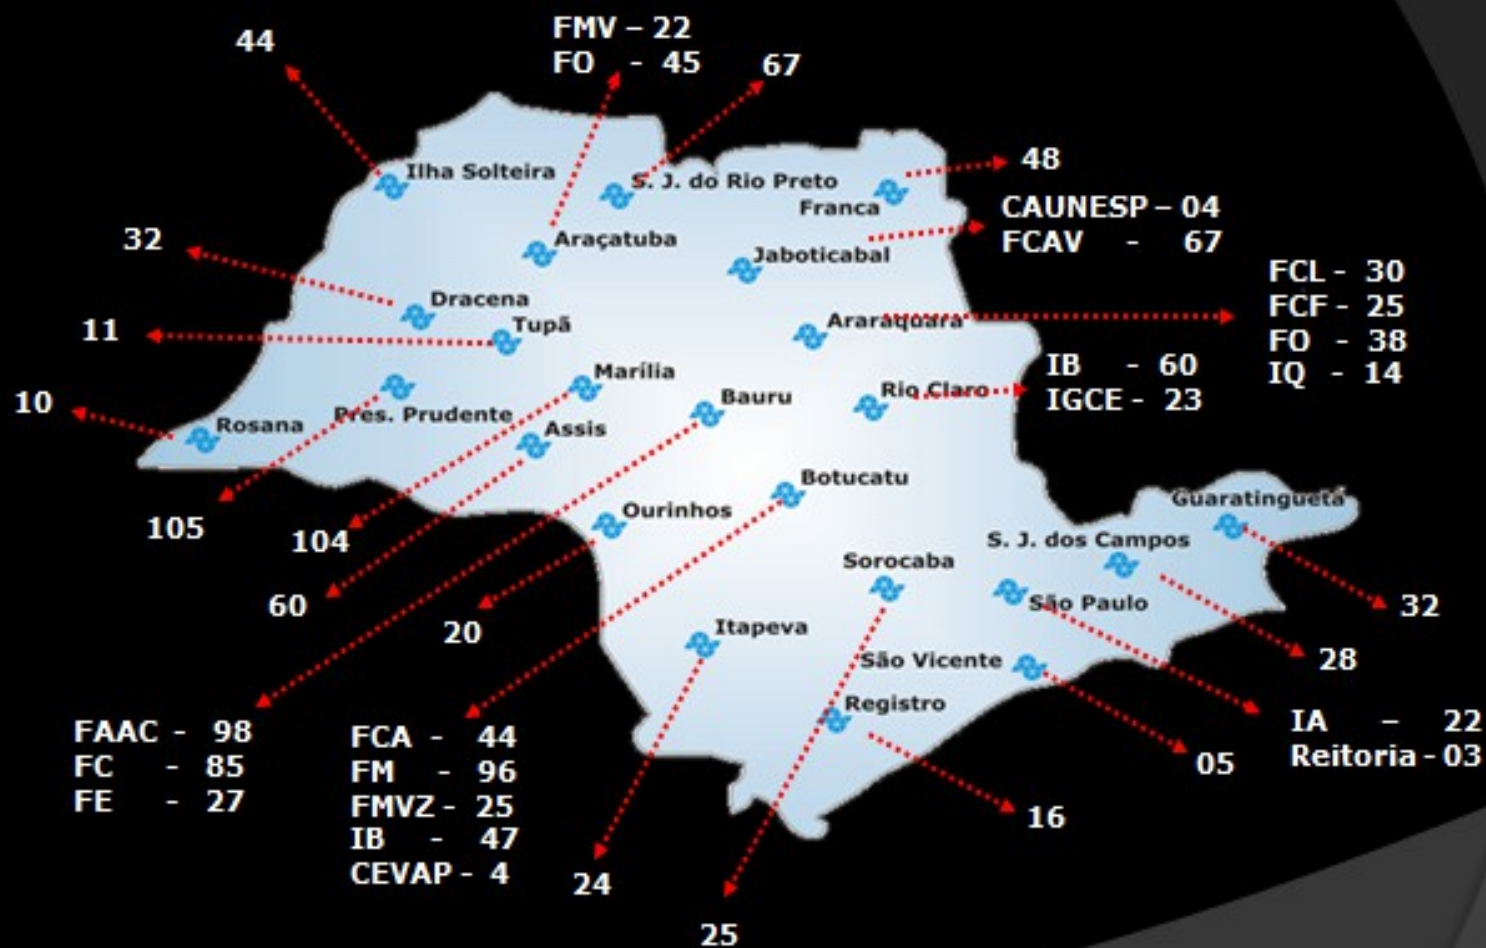 44
FMV – 22
FO - 45
67
Ilha Solteira
S. J. do Rio Preto
Franca
48
CAUNESP – 04
FCAV - 67
32
Araçatuba
Jaboticabal
FCL - 30
FCF - 25
FO - 38
IQ - 14
Dracena
Tupã
Araraquara
11
Marília
Bauru
Rio Claro
IB - 60
IGCE - 23
10
Rosana
Pres. Prudente
Assis
105
104
Ourinhos
Botucatu
Guaratinguetá
S. J. dos Campos
Sorocaba
São Paulo
60
20
32
Itapeva
São Vicente
28
Registro
FAAC - 98
FC - 85
FE - 27
FCA - 44
FM - 96
FMVZ - 25
IB - 47
CEVAP - 4
05
IA – 22
Reitoria - 03
16
24
25